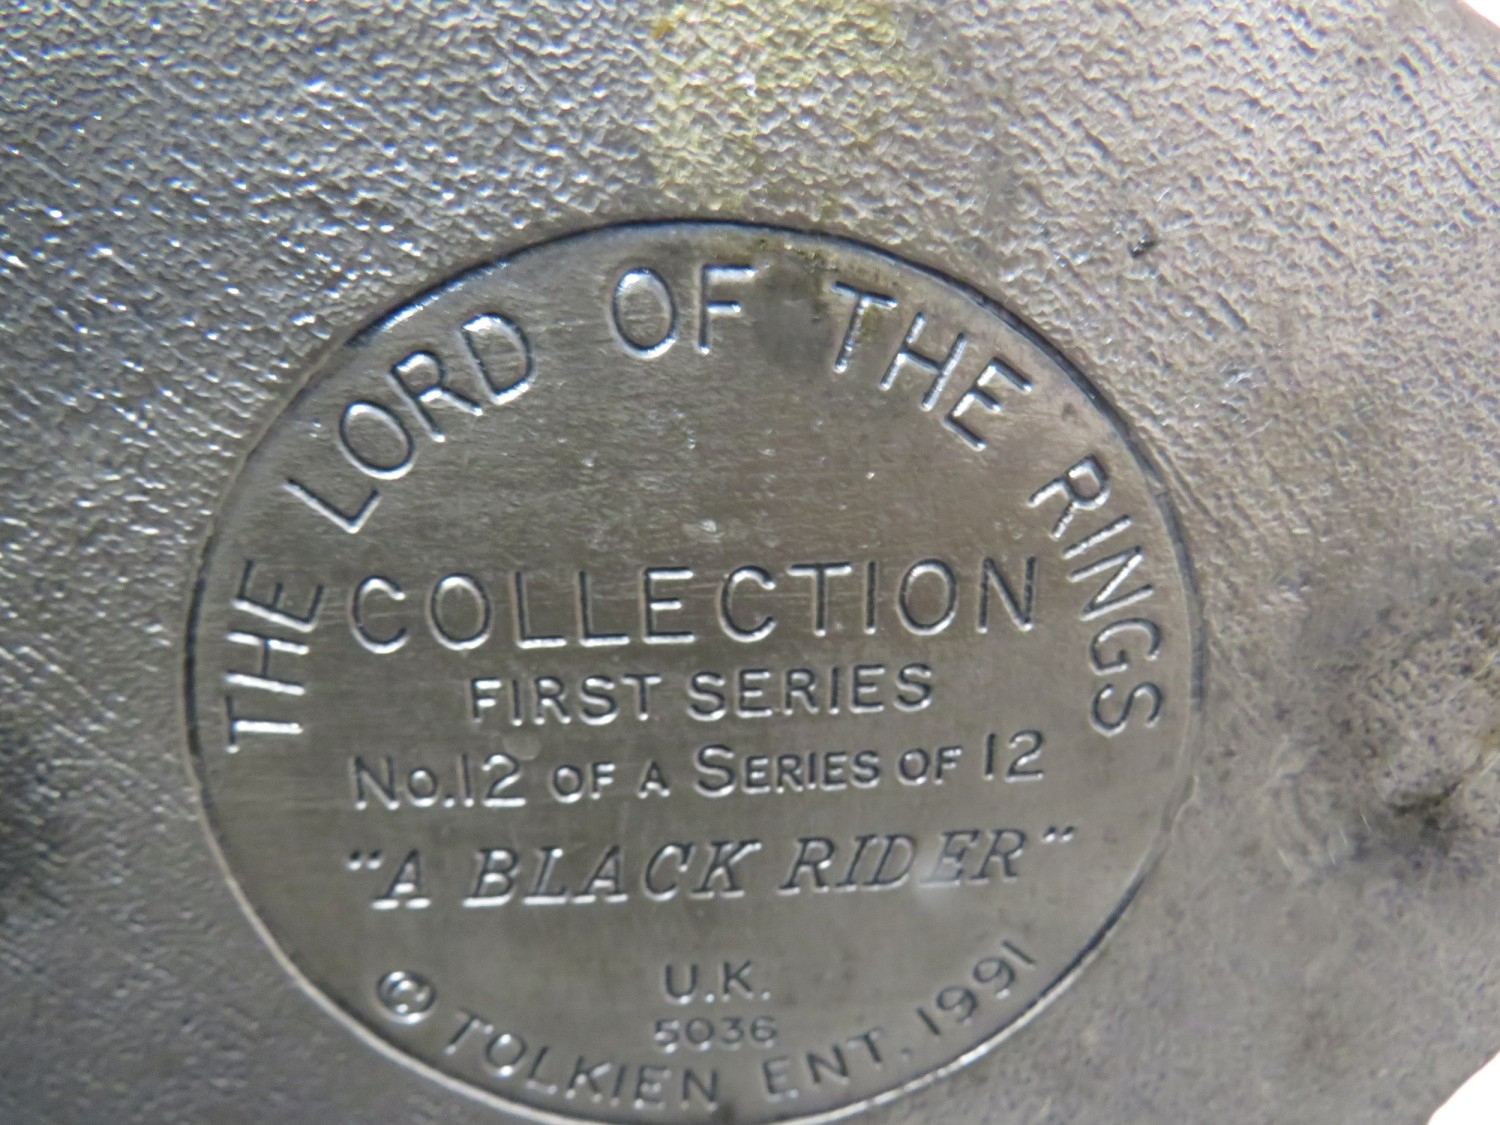 THE LORD OF THE RINGS
COLLECTION
FIRST SERIES
No.12 OF A SERIES OF 12
"A BLACK RIDER"
U.K.
5036
© TOLKIEN ENT. 1991